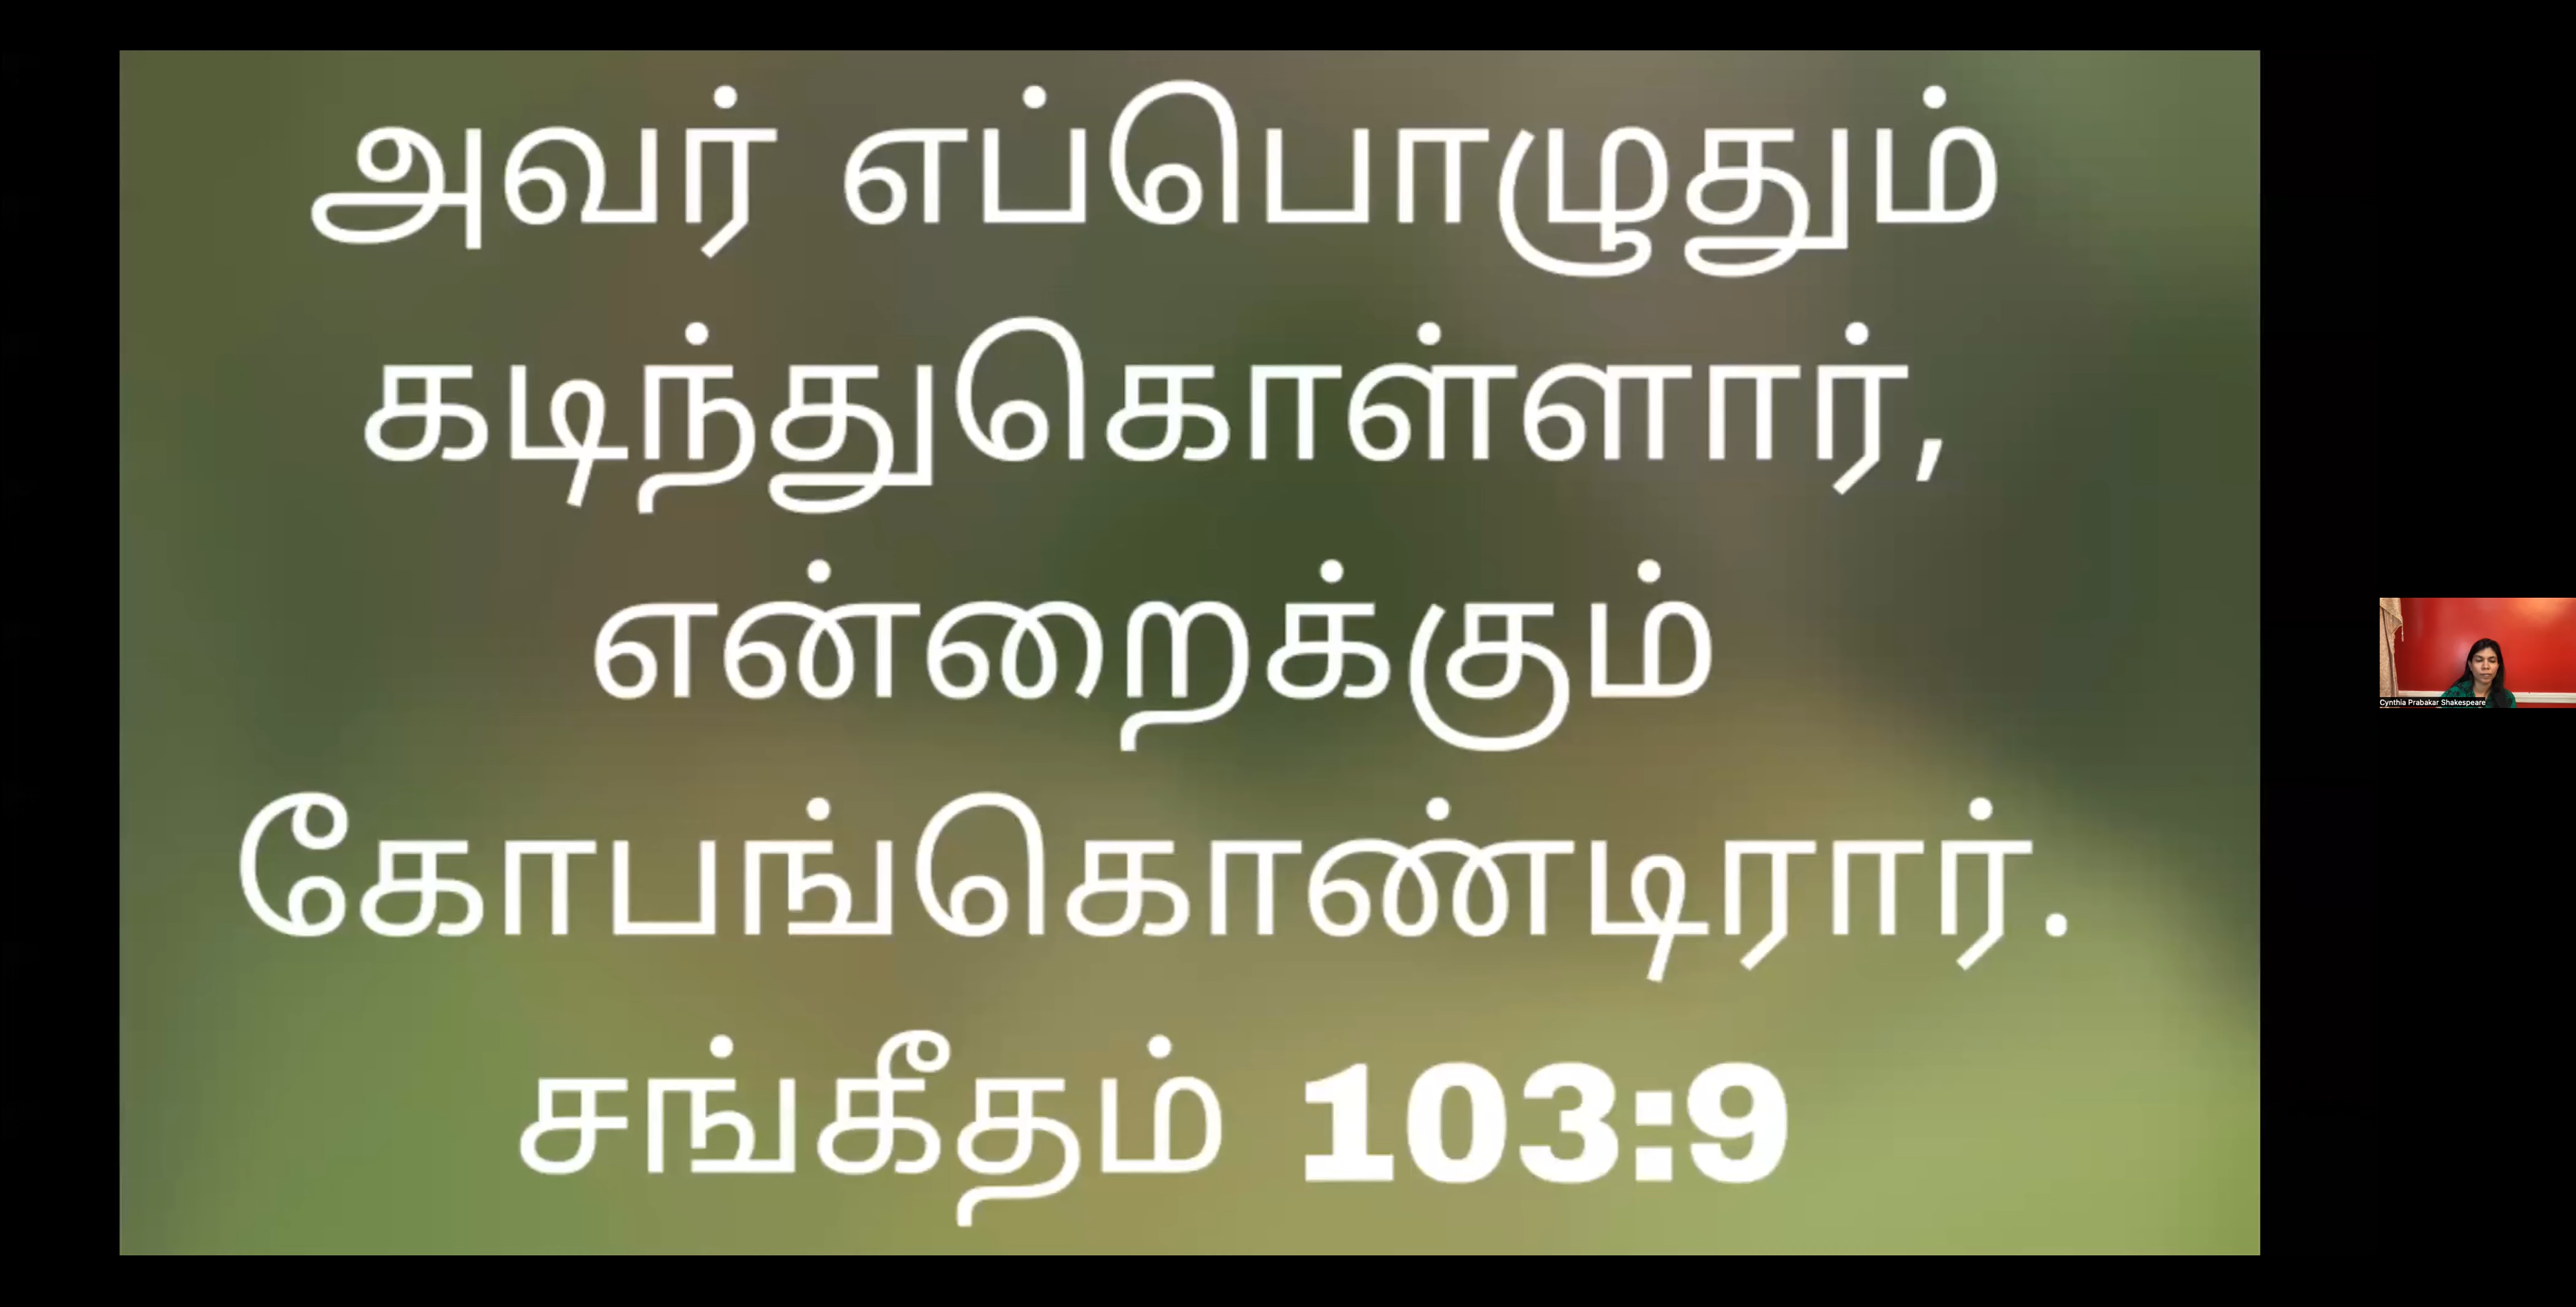 அவர் எப்பொழுதும்
கடிந்துகொள்ளார்,
என்றைக்கும்
கோபங்கொண்டிரார்.
சங்கீதம் 103:9
Cynthia Prabakar Shakespeare